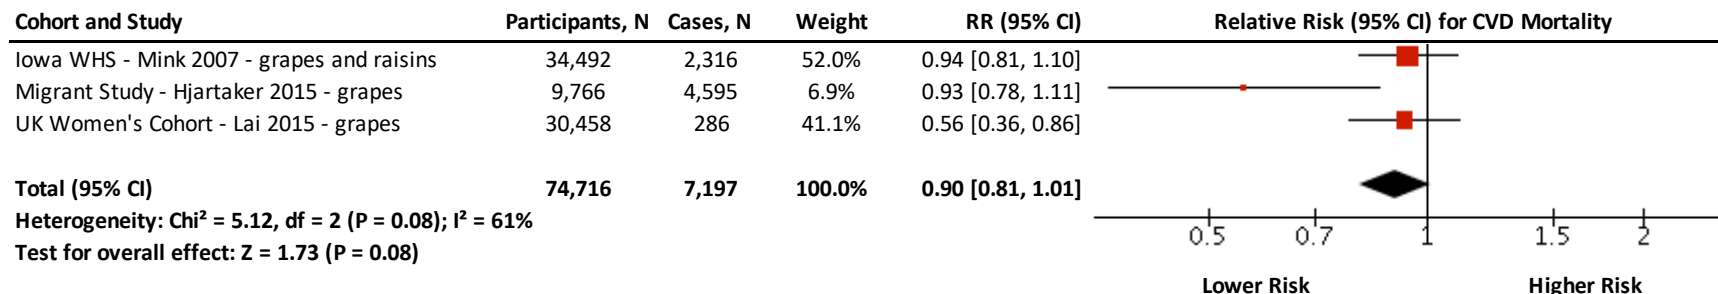 Cohort and Study Participants, N Cases, N Weight RR (95% CI) Relative Risk (95% CI) for CVD Mortality
Iowa WHS - Mink 2007 - grapes and raisins 34,492 2,316 52.0% 0.94 [0.81, 1.10]
Migrant Study - Hjartaker 2015 - grapes 9,766 4,595 6.9% 0.93 [0.78, 1.11]
UK Women's Cohort - Lai 2015 - grapes 30,458 286 41.1% 0.56 [0.36, 0.86]
Total (95% CI) 74,716 7,197 100.0% 0.90 [0.81, 1.01]
Heterogeneity: Chi² = 5.12, df = 2 (P = 0.08); I² = 61%
0.5 0.7 1 1.5 2
Test for overall effect: Z = 1.73 (P = 0.08)
Lower Risk Higher Risk